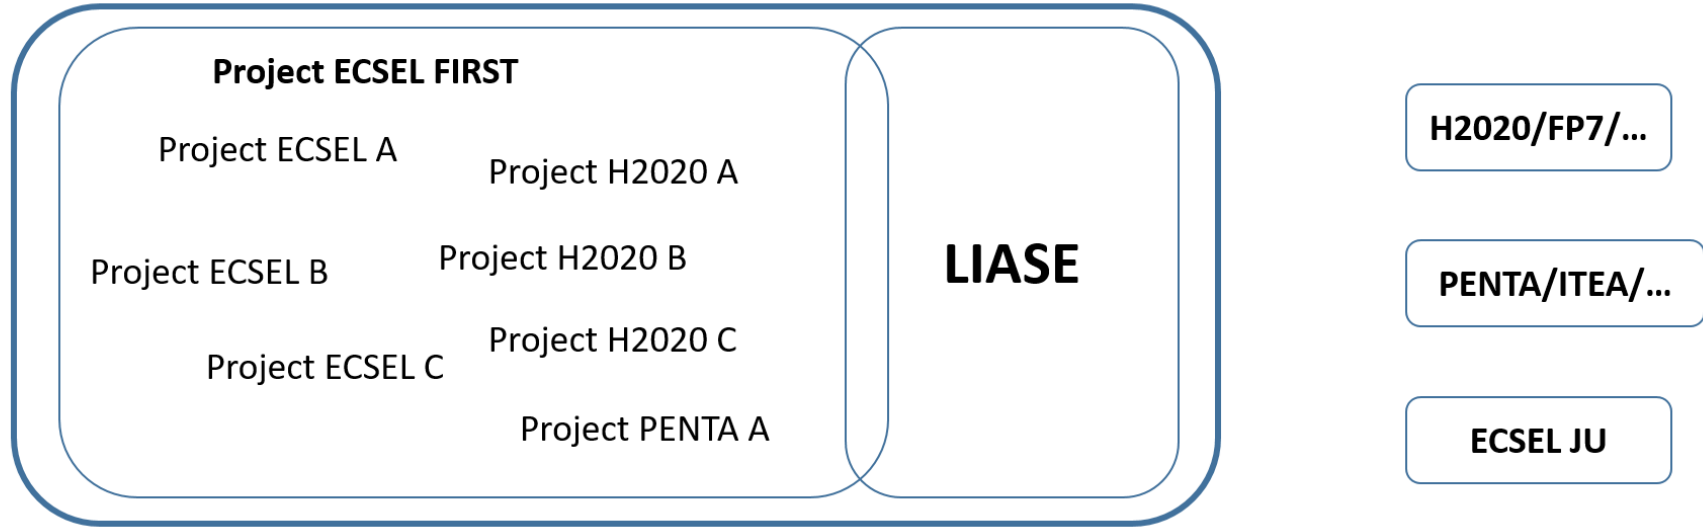 Project ECSEL FIRST
Project ECSEL A
Project H2020 A
Project ECSEL B
Project H2020 B
Project H2020 C
Project ECSEL C
Project PENTA A
LIASE
H2020/FP7/...
PENTA/ITEA/...
ECSEL JU